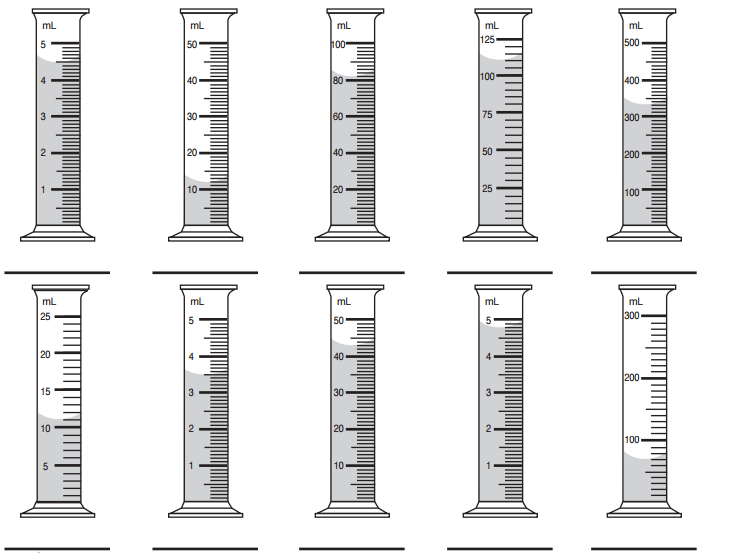 mL mL mL mL mL
5 50 100 125 500
4 40 80 100 400
3 30 60 75 300
2 20 40 50 200
1 10 20 25 100
mL mL mL mL mL
25 5 50 5 300
20 4 40 4 200
15 3 30 3 100
10 2 20 2
5 1 10 1